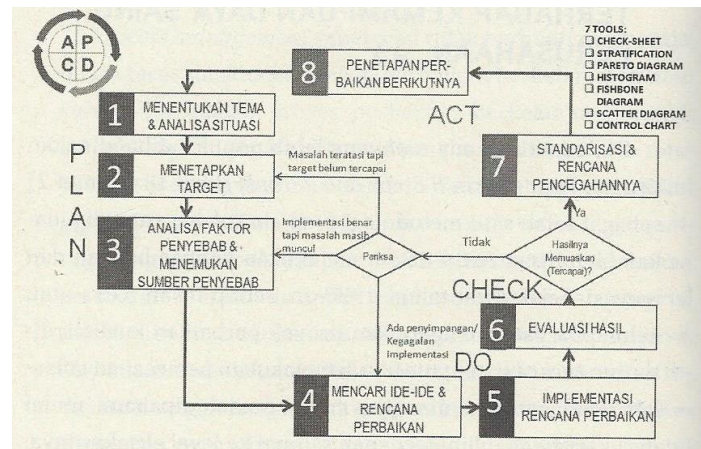 A P
C D
8
PENETAPAN PER-
BAIKAN BERIKUTNYA
7 TOOLS:
CHECK-SHEET
STRATIFICATION
PARETO DIAGRAM
HISTOGRAM
FISHBONE
DIAGRAM
SCATTER DIAGRAM
CONTROL CHART
ACT
1
MENENTUKAN TEMA
& ANALISA SITUASI
P
L
A
N
2
MENETAPKAN
TARGET
Masalah teratasi tapi
target belum tercapai
7
STANDARISASI &
RENCANA
PENCEGAHANNYA
3
ANALISA FAKTOR
PENYEBAB &
MENEMUKAN
SUMBER PENYEBAB
Implementasi benar
tapi masalah masih
muncul
Periksa
Tidak
Ya
Hasilnya
Memuaskan
(Tercapai)?
CHECK
6
EVALUASI HASIL
Ada penyimpangan/
Kegagalan
Implementasi
DO
4
MENCARI IDE-IDE &
RENCANA
PERBAIKAN
5
IMPLEMENTASI
RENCANA PERBAIKAN